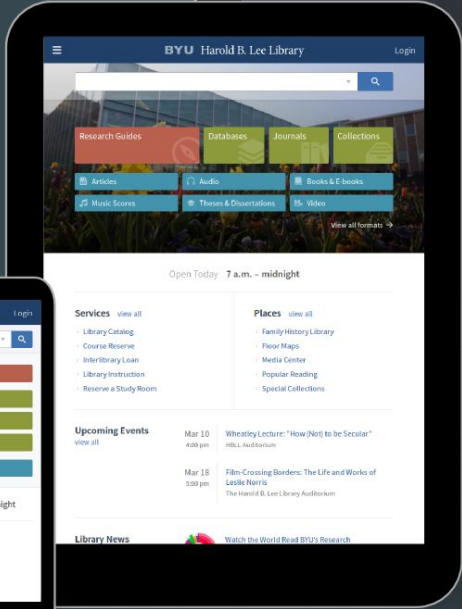 BYU Harold B. Lee Library
Login
Research Guides
Databases
Journals
Collections
Articles
Audio
Books & E-books
Music Scores
Theses & Dissertations
Video
View all formats →
Open Today 7 a.m. – midnight
Services view all
Library Catalog
Course Reserve
Interlibrary Loan
Library Instruction
Reserve a Study Room
Places view all
Family History Library
Floor Maps
Media Center
Popular Reading
Special Collections
Upcoming Events
view all
Mar 10
4:00 pm
Wheatley Lecture: "How (Not) to be Secular"
HBLL Auditorium
Mar 18
5:00 pm
Film-Crossing Borders: The Life and Works of
Leslie Norris
The Harold B. Lee Library Auditorium
Library News
Watch the World Read BYU's Research
Login
night